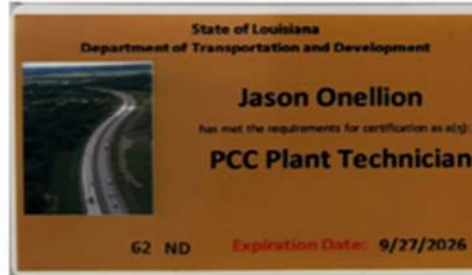 State of Louisiana
Department of Transportation and Development
Jason Onellion
has met the requirements for certification as a(n):
PCC Plant Technician
62 ND Expiration Date: 9/27/2026